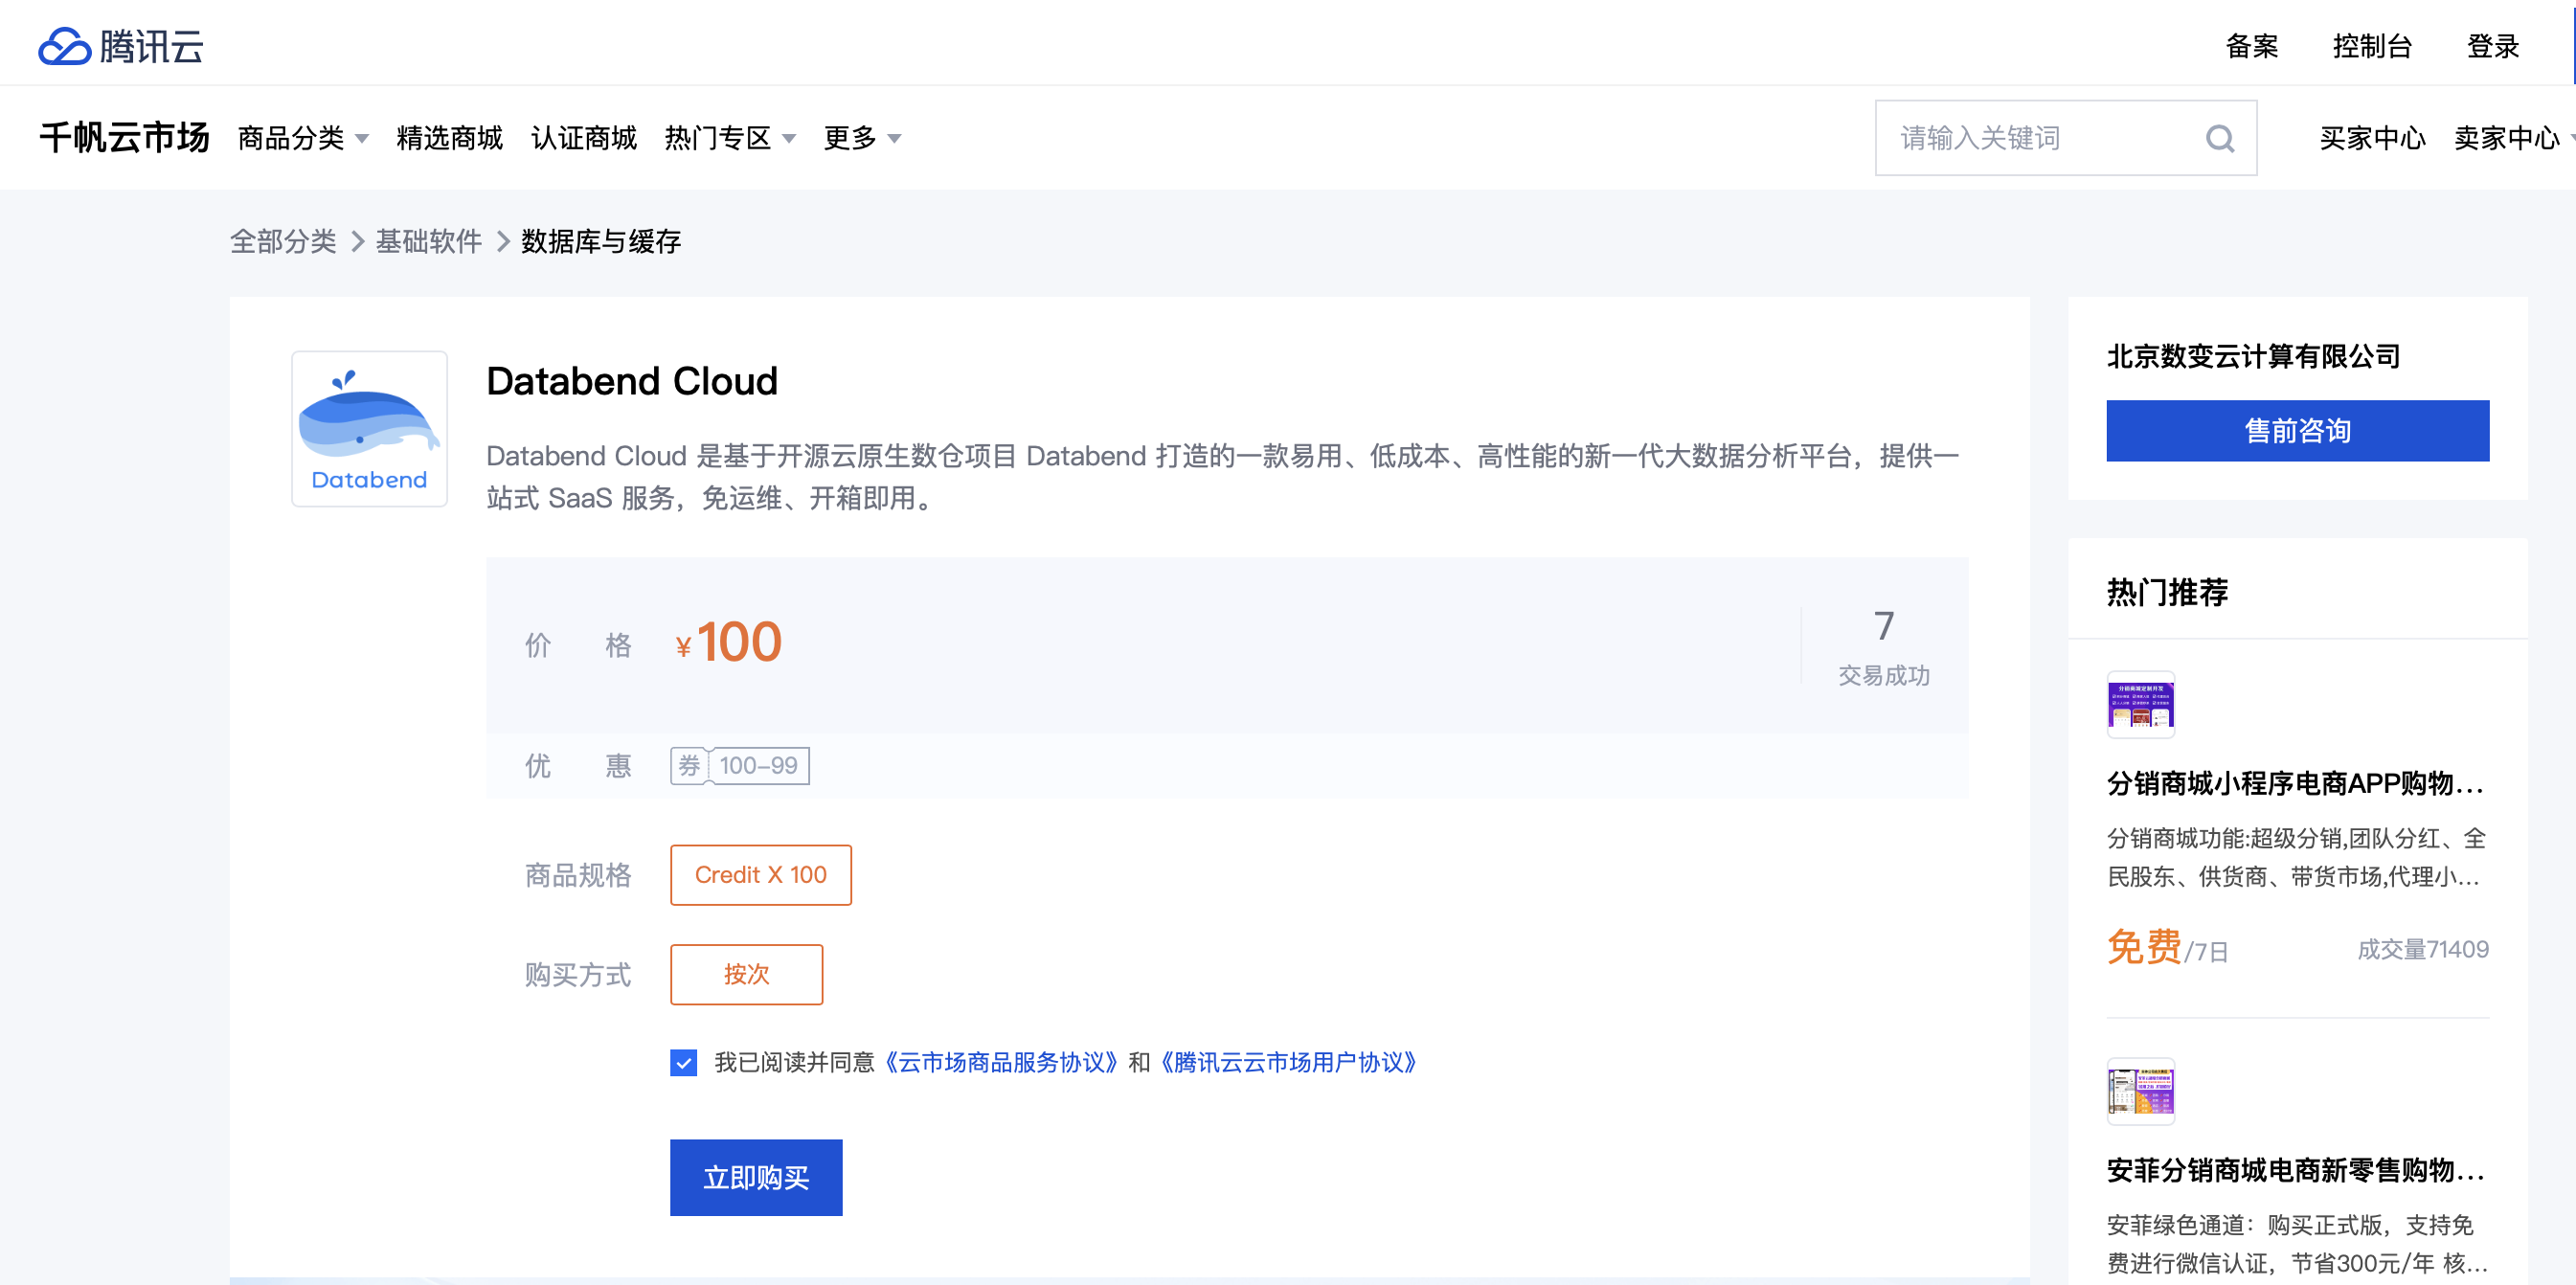 腾讯云
备案 控制台 登录
千帆云市场 商品分类 精选商城 认证商城 热门专区 更多 请输入关键词 买家中心 卖家中心
全部分类 > 基础软件 > 数据库与缓存
Databend
Databend Cloud
Databend Cloud 是基于开源云原生数仓项目 Databend 打造的一款易用、低成本、高性能的新一代大数据分析平台，提供一
站式 SaaS 服务，免运维、开箱即用。
价 格 ¥100
7
交易成功
优 惠 券 100-99
商品规格 Credit X 100
购买方式 按次
我已阅读并同意《云市场商品服务协议》和《腾讯云云市场用户协议》
立即购买
北京数变云计算有限公司
售前咨询
热门推荐
分销商城定制开发
分销商城小程序电商APP购物...
分销商城功能:超级分销,团队分红、全
民股东、供货商、带货市场,代理小...
免费/7日 成交量71409
安菲分销商城电商新零售购物...
安菲绿色通道：购买正式版，支持免
费进行微信认证，节省300元/年 核...